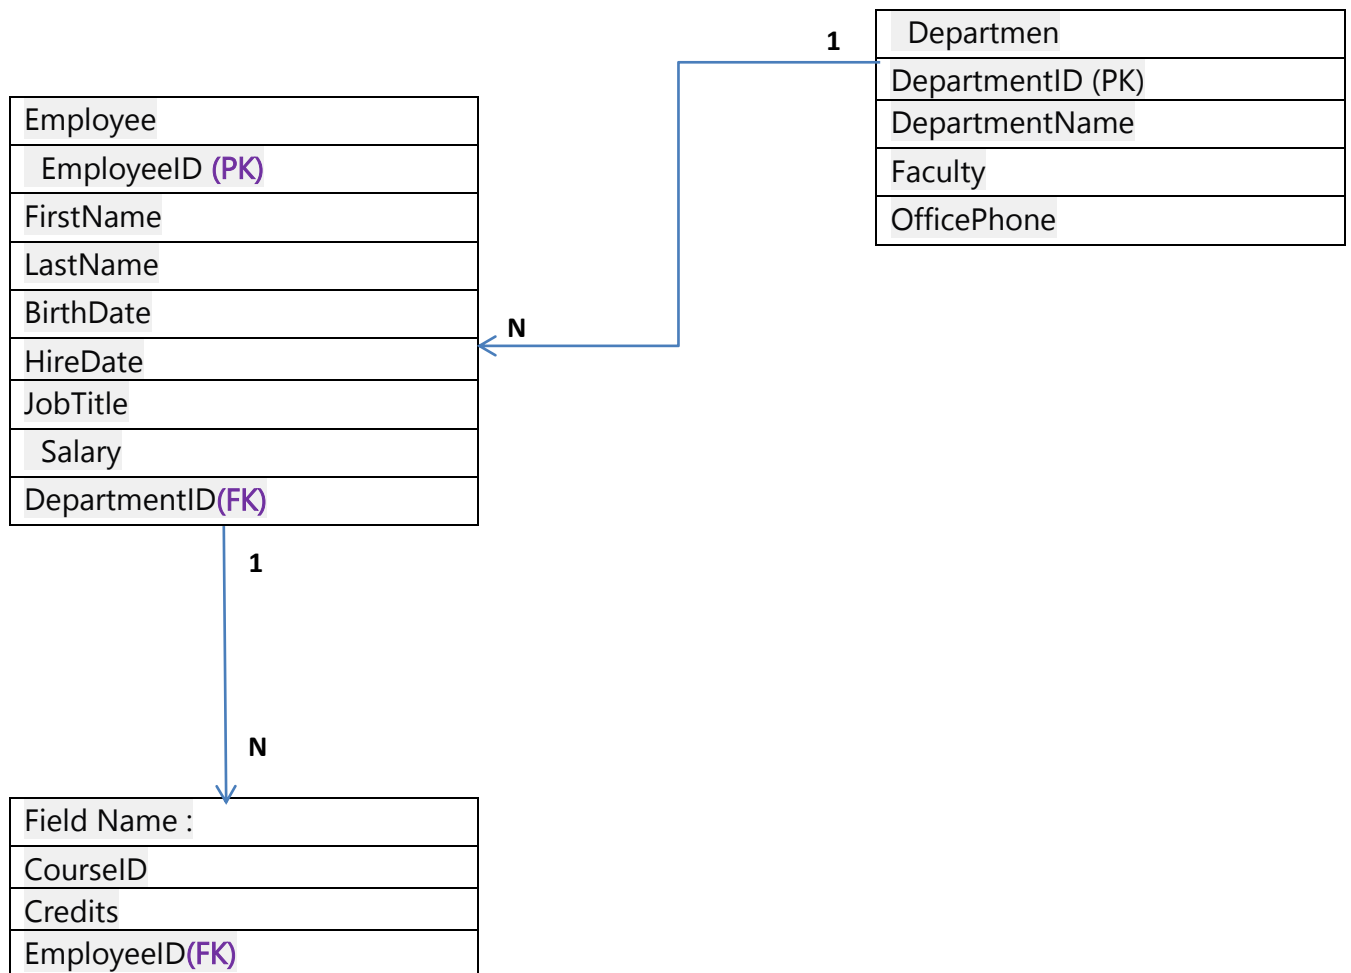 1
Departmen
DepartmentID (PK)
DepartmentName
Faculty
OfficePhone
Employee
EmployeeID (PK)
FirstName
LastName
BirthDate
HireDate
JobTitle
Salary
DepartmentID(FK)
N
1
N
Field Name :
CourseID
Credits
EmployeeID(FK)